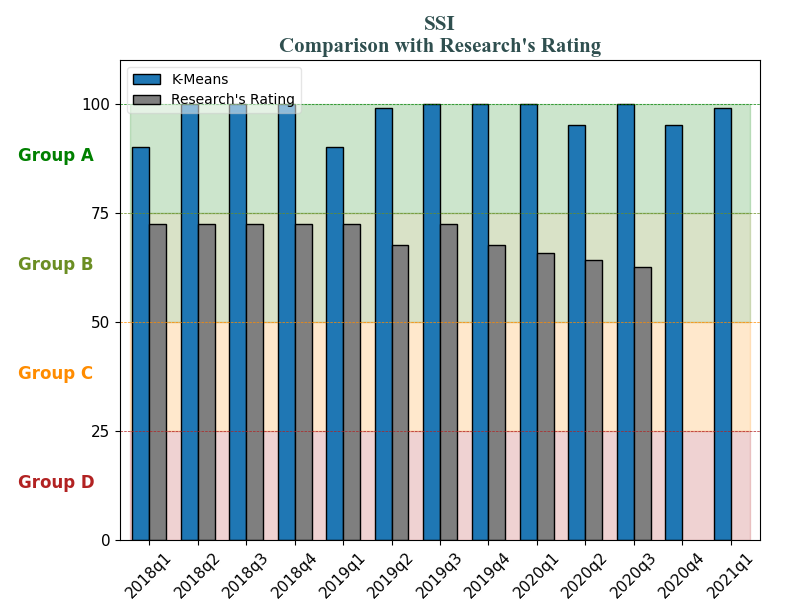 SSI
Comparison with Research's Rating
K-Means
Research's Rating
100
Group A
75
Group B
50
Group C
25
Group D
0
2018q1
2018q2
2018q3
2018q4
2019q1
2019q2
2019q3
2019q4
2020q1
2020q2
2020q3
2020q4
2021q1